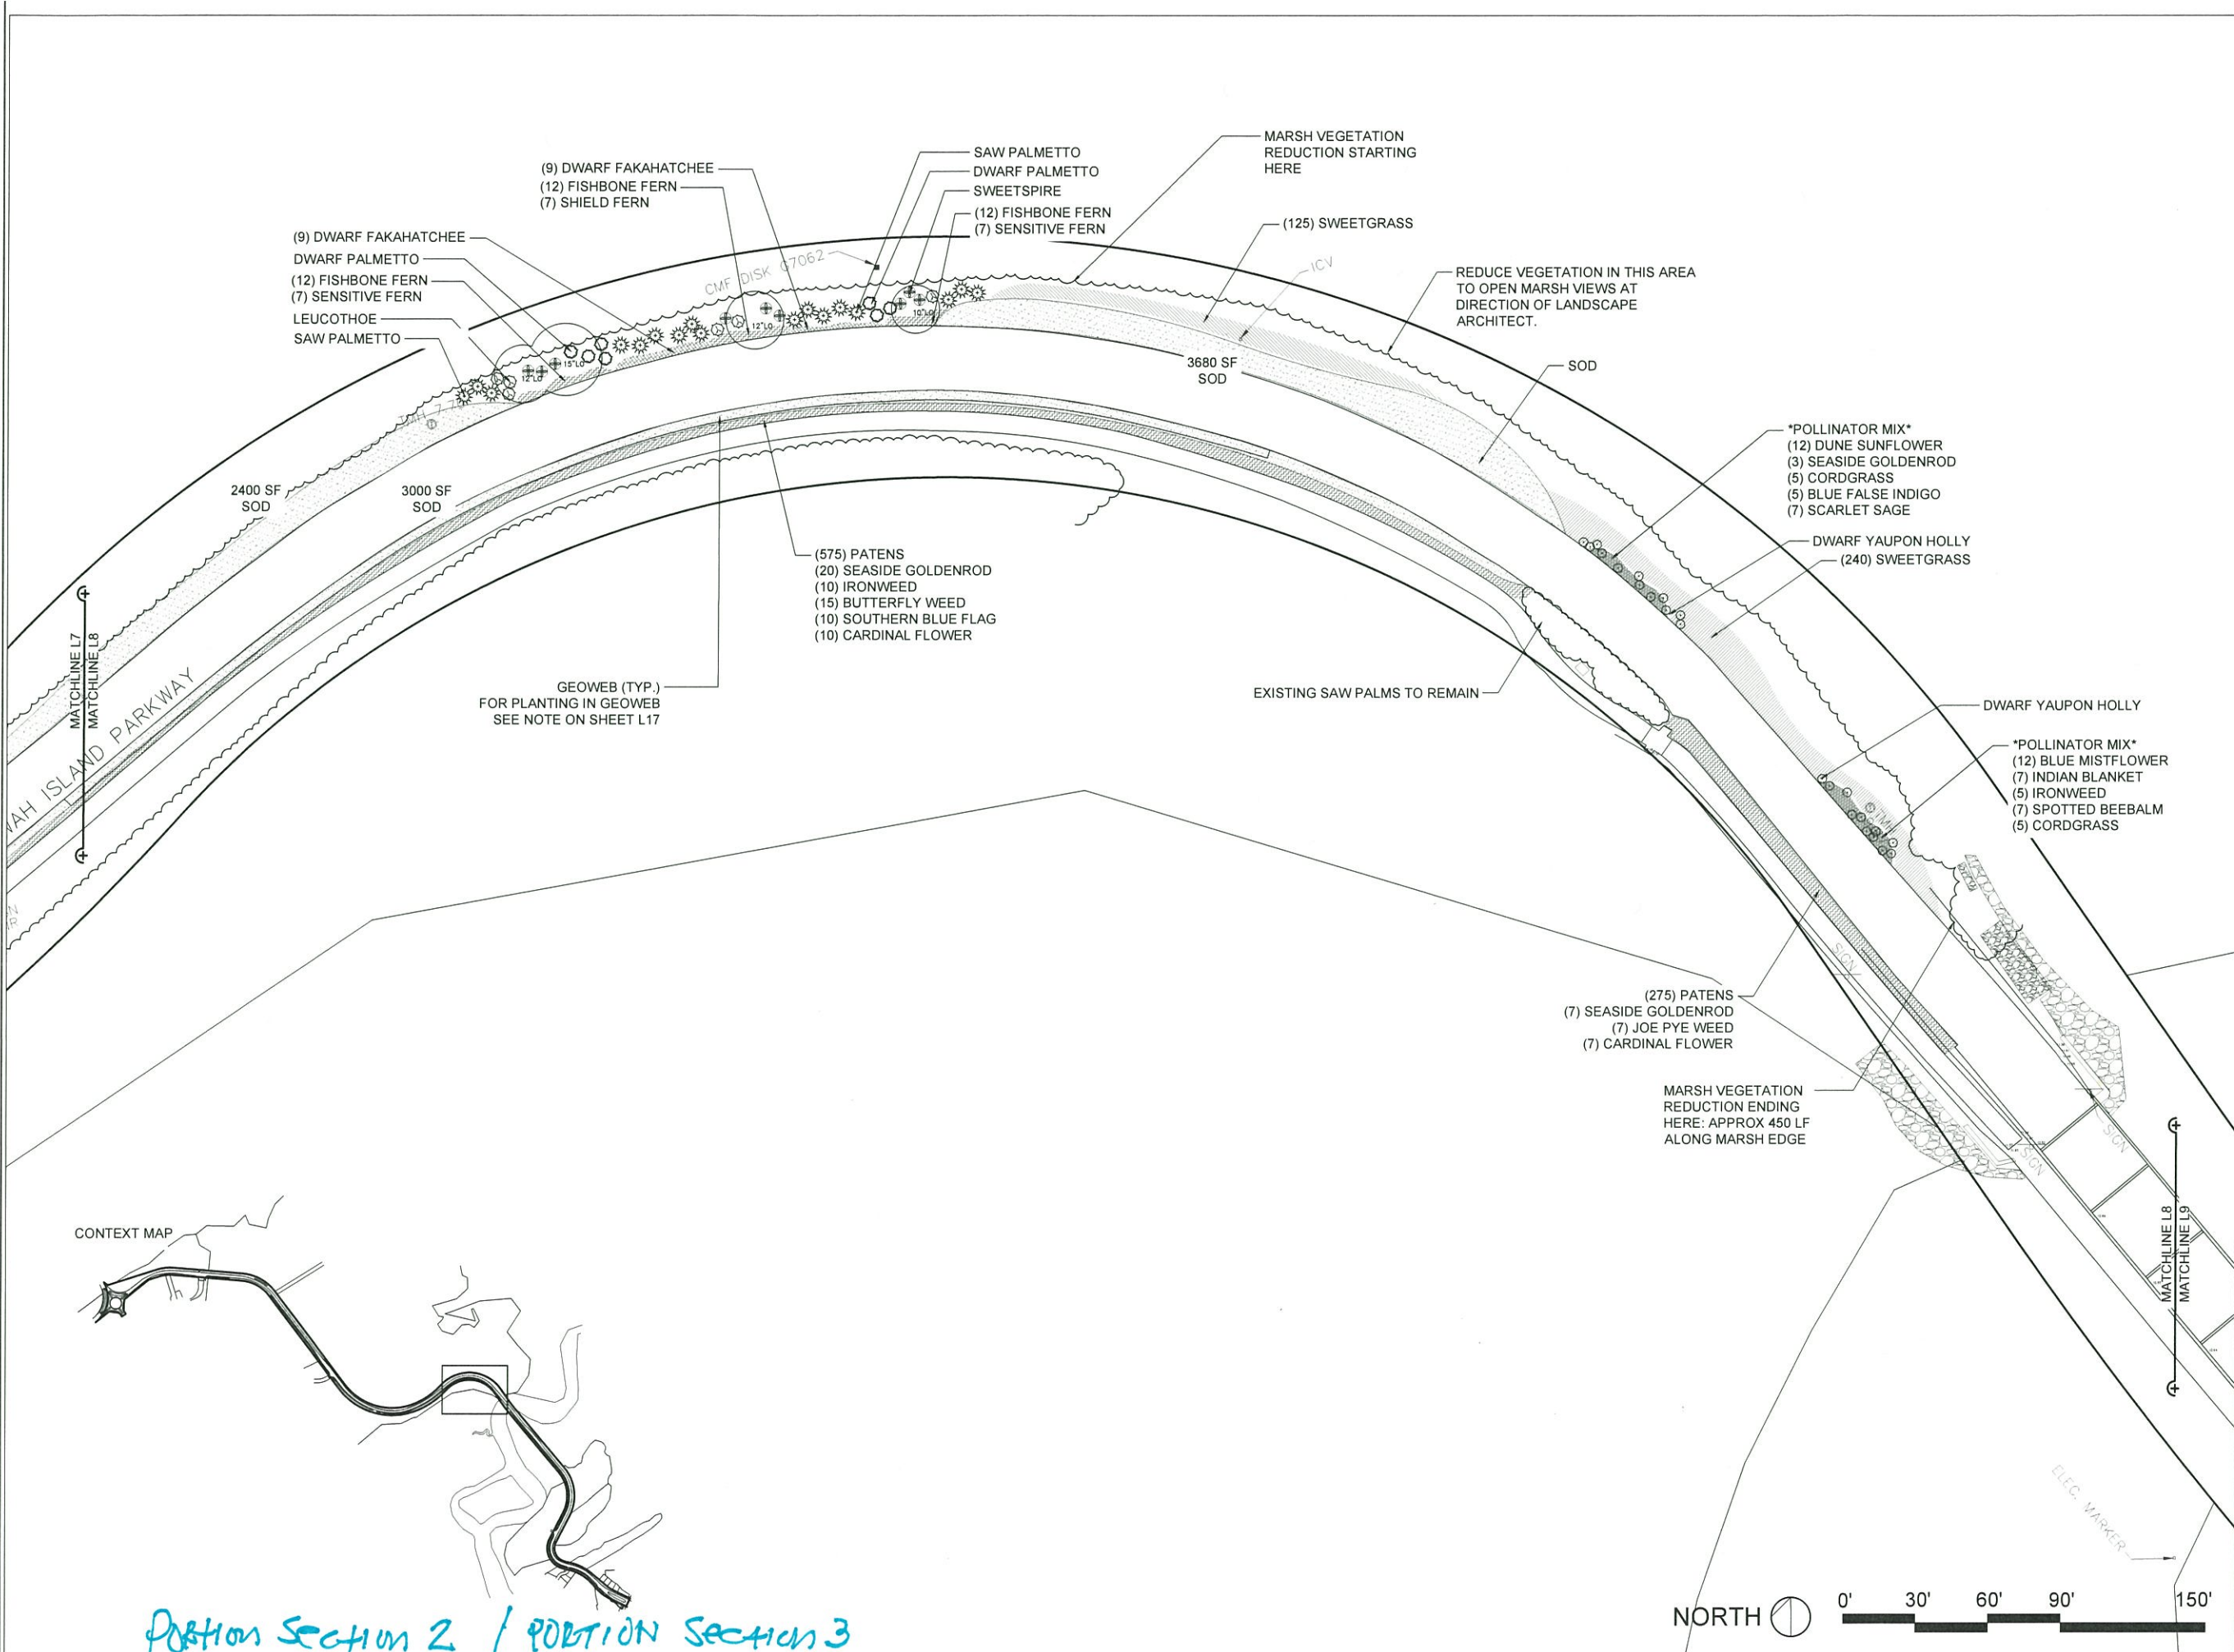 MARSH VEGETATION
REDUCTION STARTING
HERE
SAW PALMETTO
DWARF PALMETTO
SWEETSPIRE
(12) FISHBONE FERN
(7) SENSITIVE FERN
(9) DWARF FAKAHATCHEE
(12) FISHBONE FERN
(7) SHIELD FERN
(125) SWEETGRASS
(9) DWARF FAKAHATCHEE
DWARF PALMETTO
(12) FISHBONE FERN
(7) SENSITIVE FERN
LEUCOTHOE
SAW PALMETTO
CMF DISK G7062
ICV
REDUCE VEGETATION IN THIS AREA
TO OPEN MARSH VIEWS AT
DIRECTION OF LANDSCAPE
ARCHITECT.
12"LO
15"LO
12"LO
10"LO
3680 SF
SOD
SOD
*POLLINATOR MIX*
(12) DUNE SUNFLOWER
(3) SEASIDE GOLDENROD
(5) CORDGRASS
(5) BLUE FALSE INDIGO
(7) SCARLET SAGE
DWARF YAUPON HOLLY
(240) SWEETGRASS
2400 SF
SOD
3000 SF
SOD
(575) PATENS
(20) SEASIDE GOLDENROD
(10) IRONWEED
(15) BUTTERFLY WEED
(10) SOUTHERN BLUE FLAG
(10) CARDINAL FLOWER
MATCHLINE L7
MATCHLINE L8
AH ISLAND PARKWAY
GEOWEB (TYP.)
FOR PLANTING IN GEOWEB
SEE NOTE ON SHEET L17
EXISTING SAW PALMS TO REMAIN
DWARF YAUPON HOLLY
*POLLINATOR MIX*
(12) BLUE MISTFLOWER
(7) INDIAN BLANKET
(5) IRONWEED
(7) SPOTTED BEEBALM
(5) CORDGRASS
SIGN
(275) PATENS
(7) SEASIDE GOLDENROD
(7) JOE PYE WEED
(7) CARDINAL FLOWER
MARSH VEGETATION
REDUCTION ENDING
HERE: APPROX 450 LF
ALONG MARSH EDGE
SIGN
SIGN
MATCHLINE L8
MATCHLINE L9
CONTEXT MAP
ELEC. MARKER
NORTH
0' 30' 60' 90' 150'
Portion Section 2 / PORTION Section 3